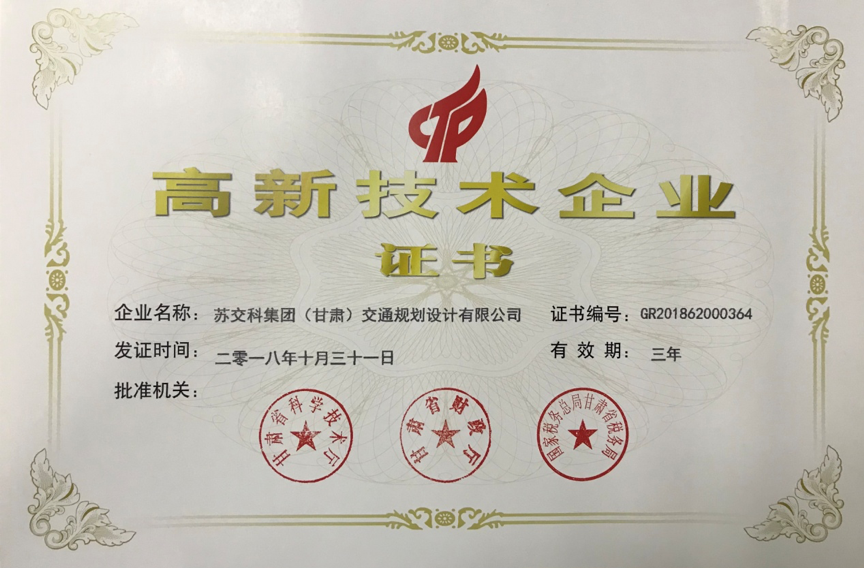 CTP
高新技术企业
证书
企业名称：苏交科集团（甘肃）交通规划设计有限公司
证书编号：GR201862000364
发证时间：二零一八年十月三十一日
有效期：三年
批准机关：
甘肃省科学技术厅
甘肃省财政厅
国家税务总局甘肃省税务局